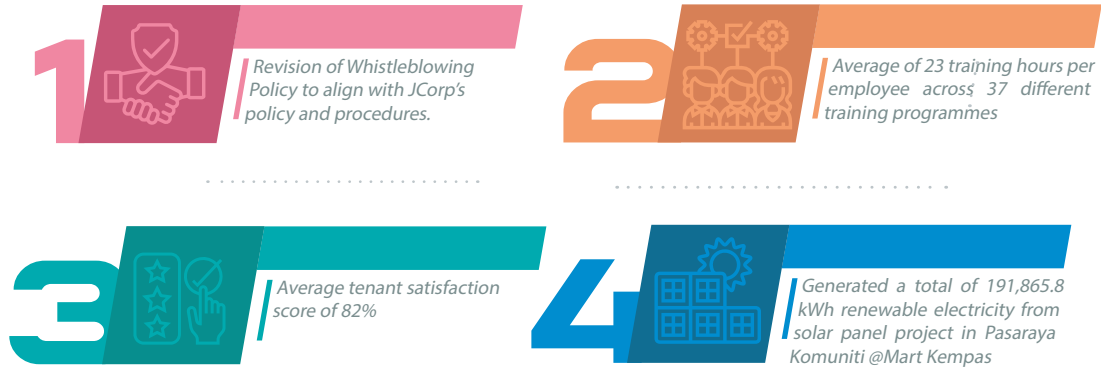 1
Revision of Whistleblowing
Policy to align with JCorp's
policy and procedures.
2
Average of 23 training hours per
employee across 37 different
training programmes
3
Average tenant satisfaction
score of 82%
4
Generated a total of 191,865.8
kWh renewable electricity from
solar panel project in Pasaraya
Komuniti @Mart Kempas